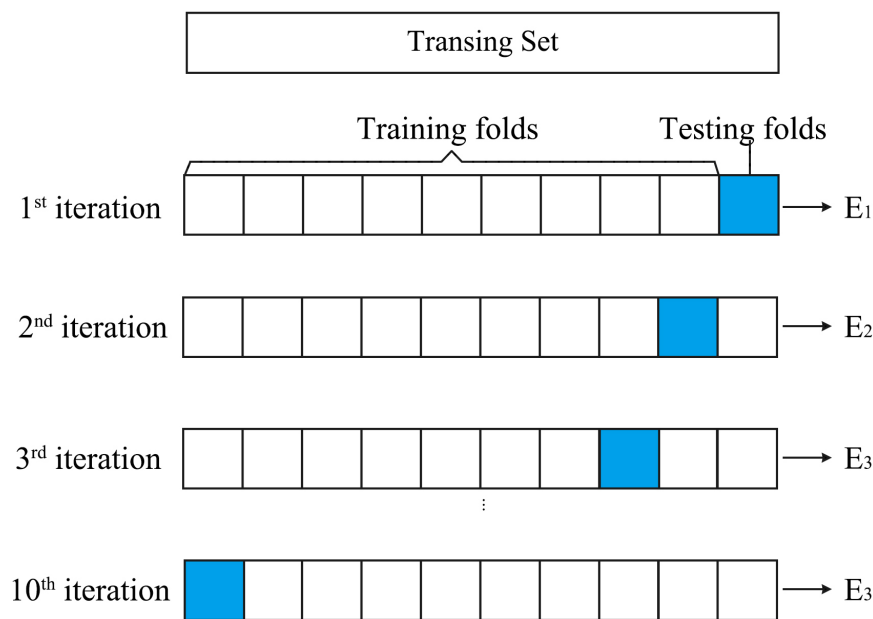 Transing Set
Training folds
Testing folds
1st iteration
E1
2nd iteration
E2
3rd iteration
E3
⋮
10th iteration
E3